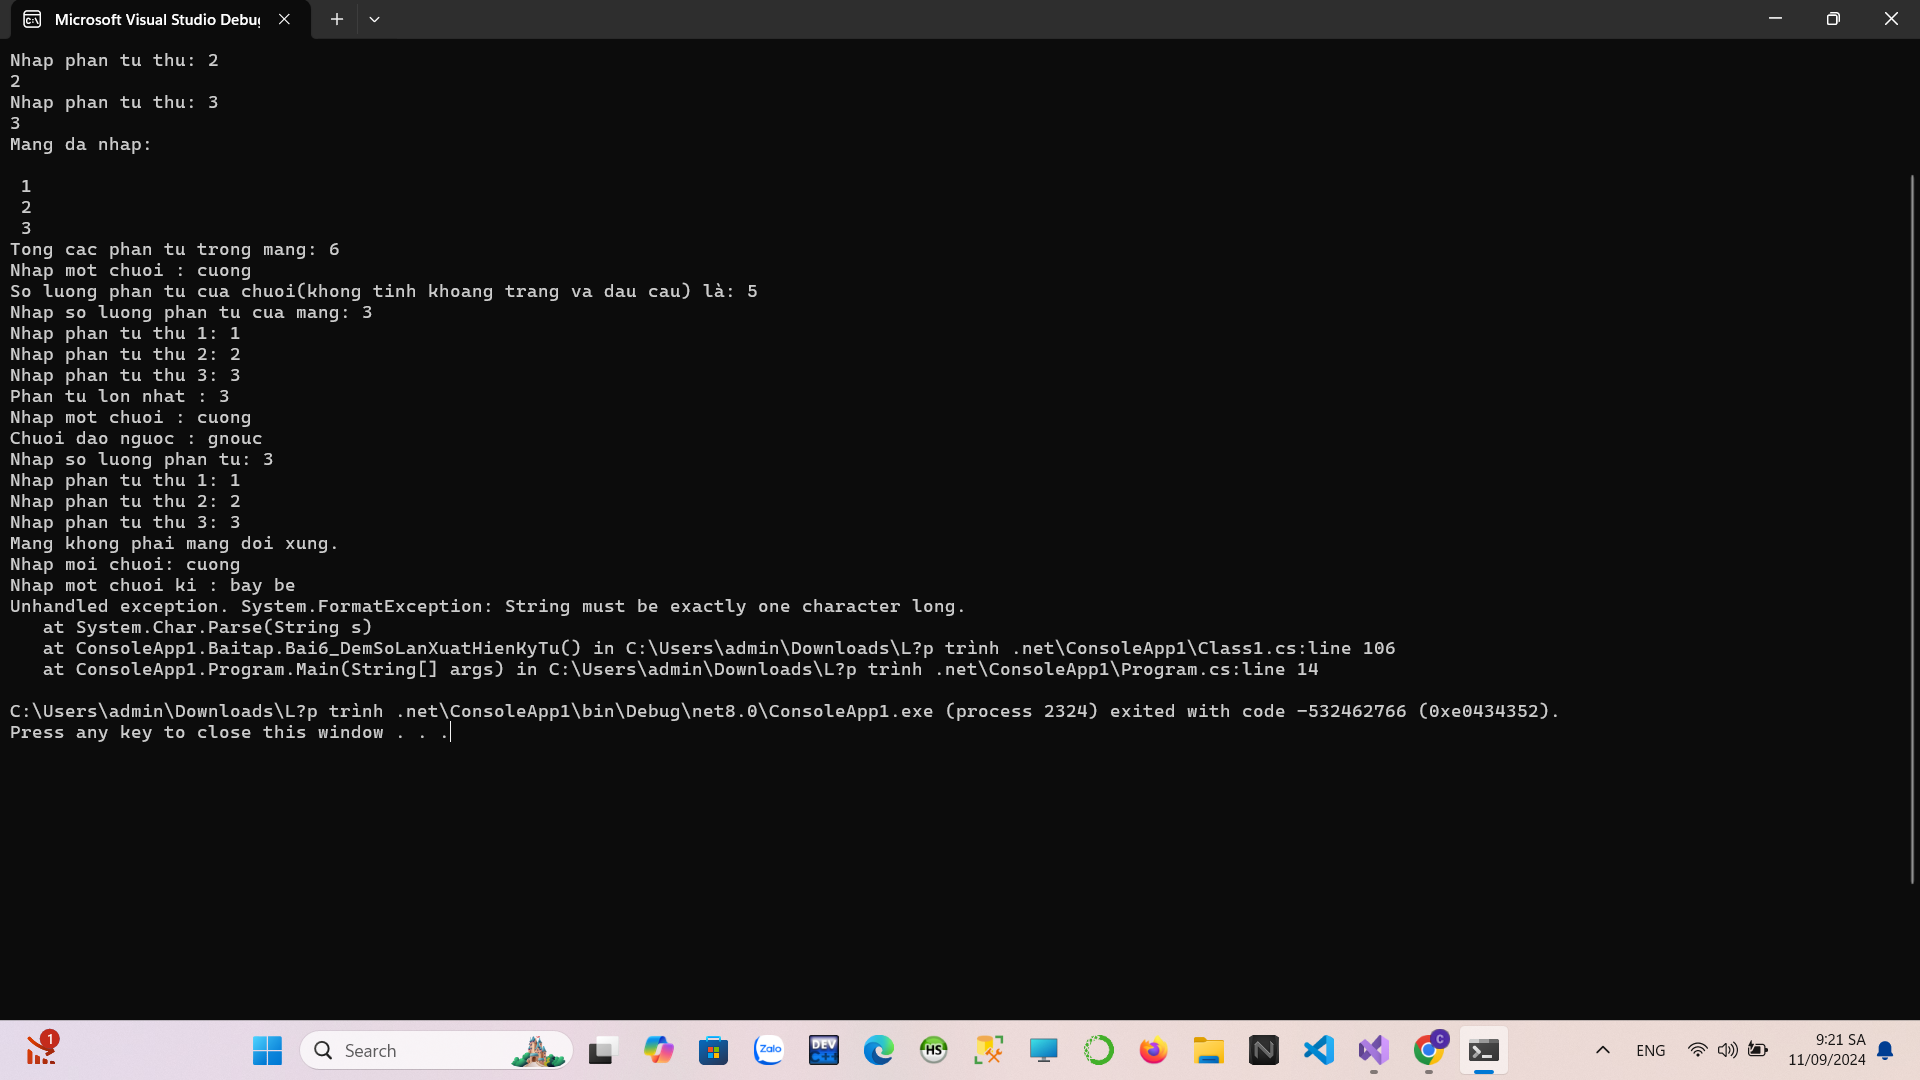 Microsoft Visual Studio Debu
Nhap phan tu thu: 2
2
Nhap phan tu thu: 3
3
Mang da nhap:
1
2
3
Tong cac phan tu trong mang: 6
Nhap mot chuoi : cuong
So luong phan tu cua chuoi(khong tinh khoang trang va dau cau) là: 5
Nhap so luong phan tu cua mang: 3
Nhap phan tu thu 1: 1
Nhap phan tu thu 2: 2
Nhap phan tu thu 3: 3
Phan tu lon nhat : 3
Nhap mot chuoi : cuong
Chuoi dao nguoc : gnouc
Nhap so luong phan tu: 3
Nhap phan tu thu 1: 1
Nhap phan tu thu 2: 2
Nhap phan tu thu 3: 3
Mang khong phai mang doi xung.
Nhap moi chuoi: cuong
Nhap mot chuoi ki : bay be
Unhandled exception. System.FormatException: String must be exactly one character long.
at System.Char.Parse(String s)
at ConsoleApp1.Baitap.Bai6_DemSoLanXuatHienKyTu() in C:\Users\admin\Downloads\L?p trình .net\ConsoleApp1\Class1.cs:line 106
at ConsoleApp1.Program.Main(String[] args) in C:\Users\admin\Downloads\L?p trình .net\ConsoleApp1\Program.cs:line 14
C:\Users\admin\Downloads\L?p trình .net\ConsoleApp1\bin\Debug\net8.0\ConsoleApp1.exe (process 2324) exited with code -532462766 (0xe0434352).
Press any key to close this window . . .
1
Search
Zalo
DEV C++
HS
N
C
ENG
9:21 SA
11/09/2024